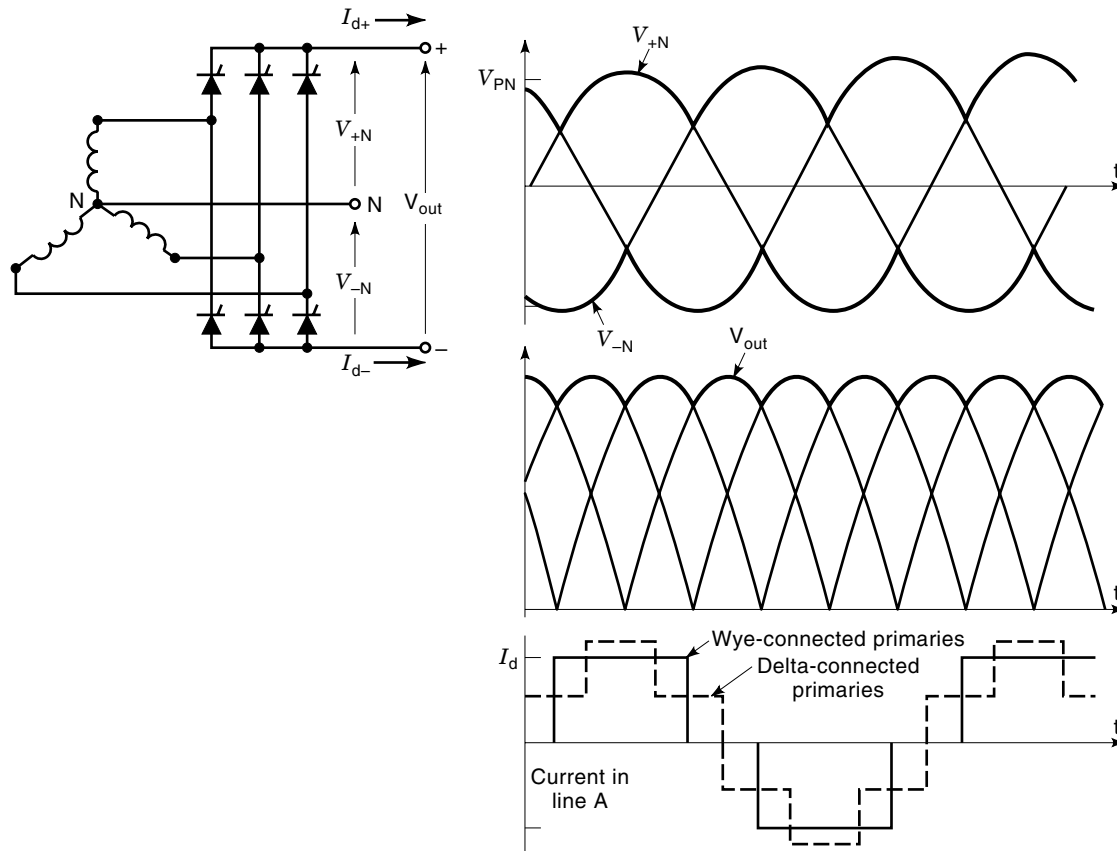 I_d+
+
V_+N
N
N
V_out
V_–N
I_d–
–
V_PN
V_+N
t
V_–N
V_out
t
I_d
Wye-connected primaries
Delta-connected
primaries
t
Current in
line A